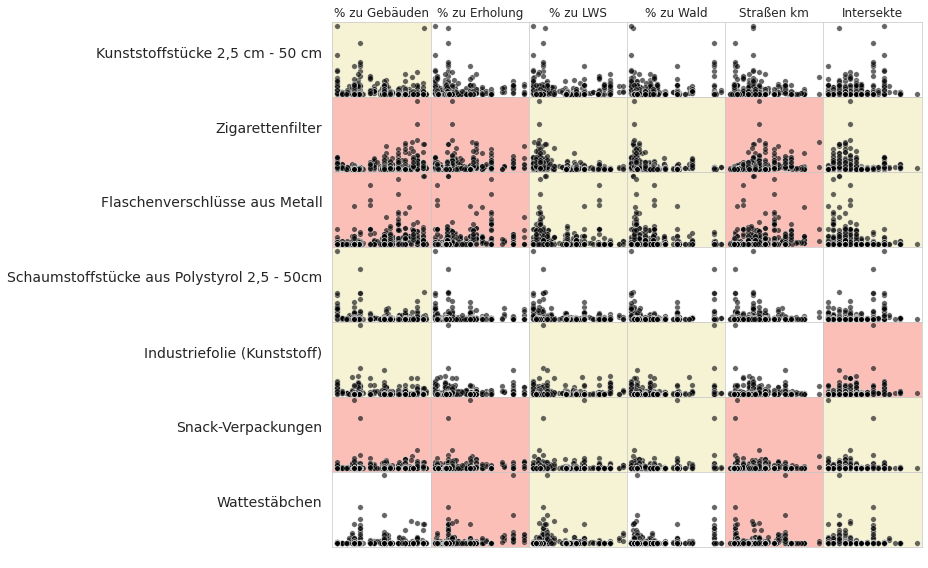 % zu Gebäuden % zu Erholung % zu LWS % zu Wald Straßen km Intersekte
Kunststoffstücke 2,5 cm - 50 cm
Zigarettenfilter
Flaschenverschlüsse aus Metall
Schaumstoffstücke aus Polystyrol 2,5 - 50cm
Industriefolie (Kunststoff)
Snack-Verpackungen
Wattestäbchen